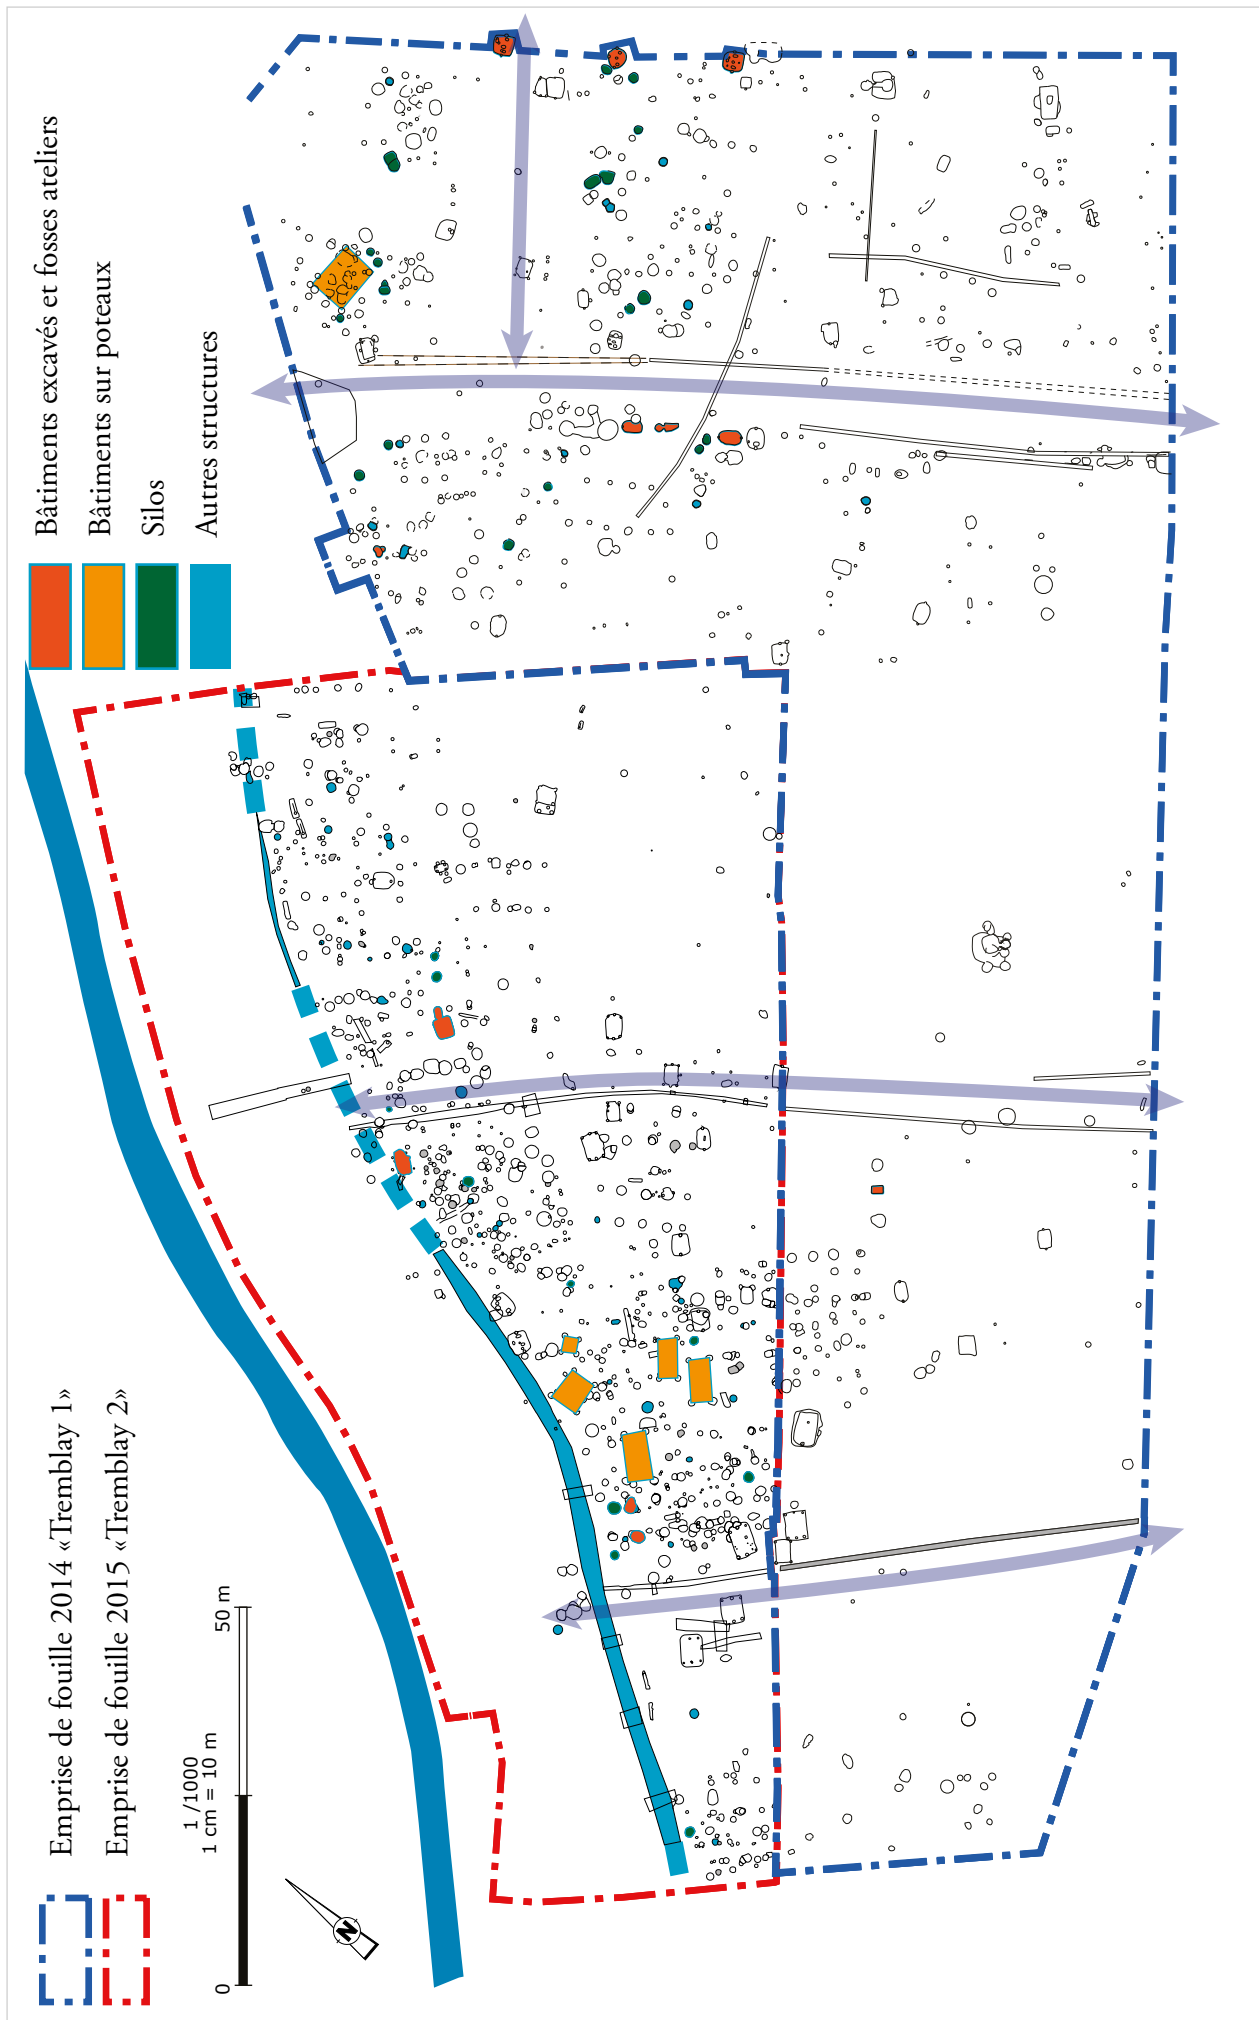 Bâtiments excavés et fosses ateliers
Bâtiments sur poteaux
Silos
Autres structures
Emprise de fouille 2014 «Tremblay 1»
Emprise de fouille 2015 «Tremblay 2»
1 /1000
1 cm = 10 m
0
50 m
N